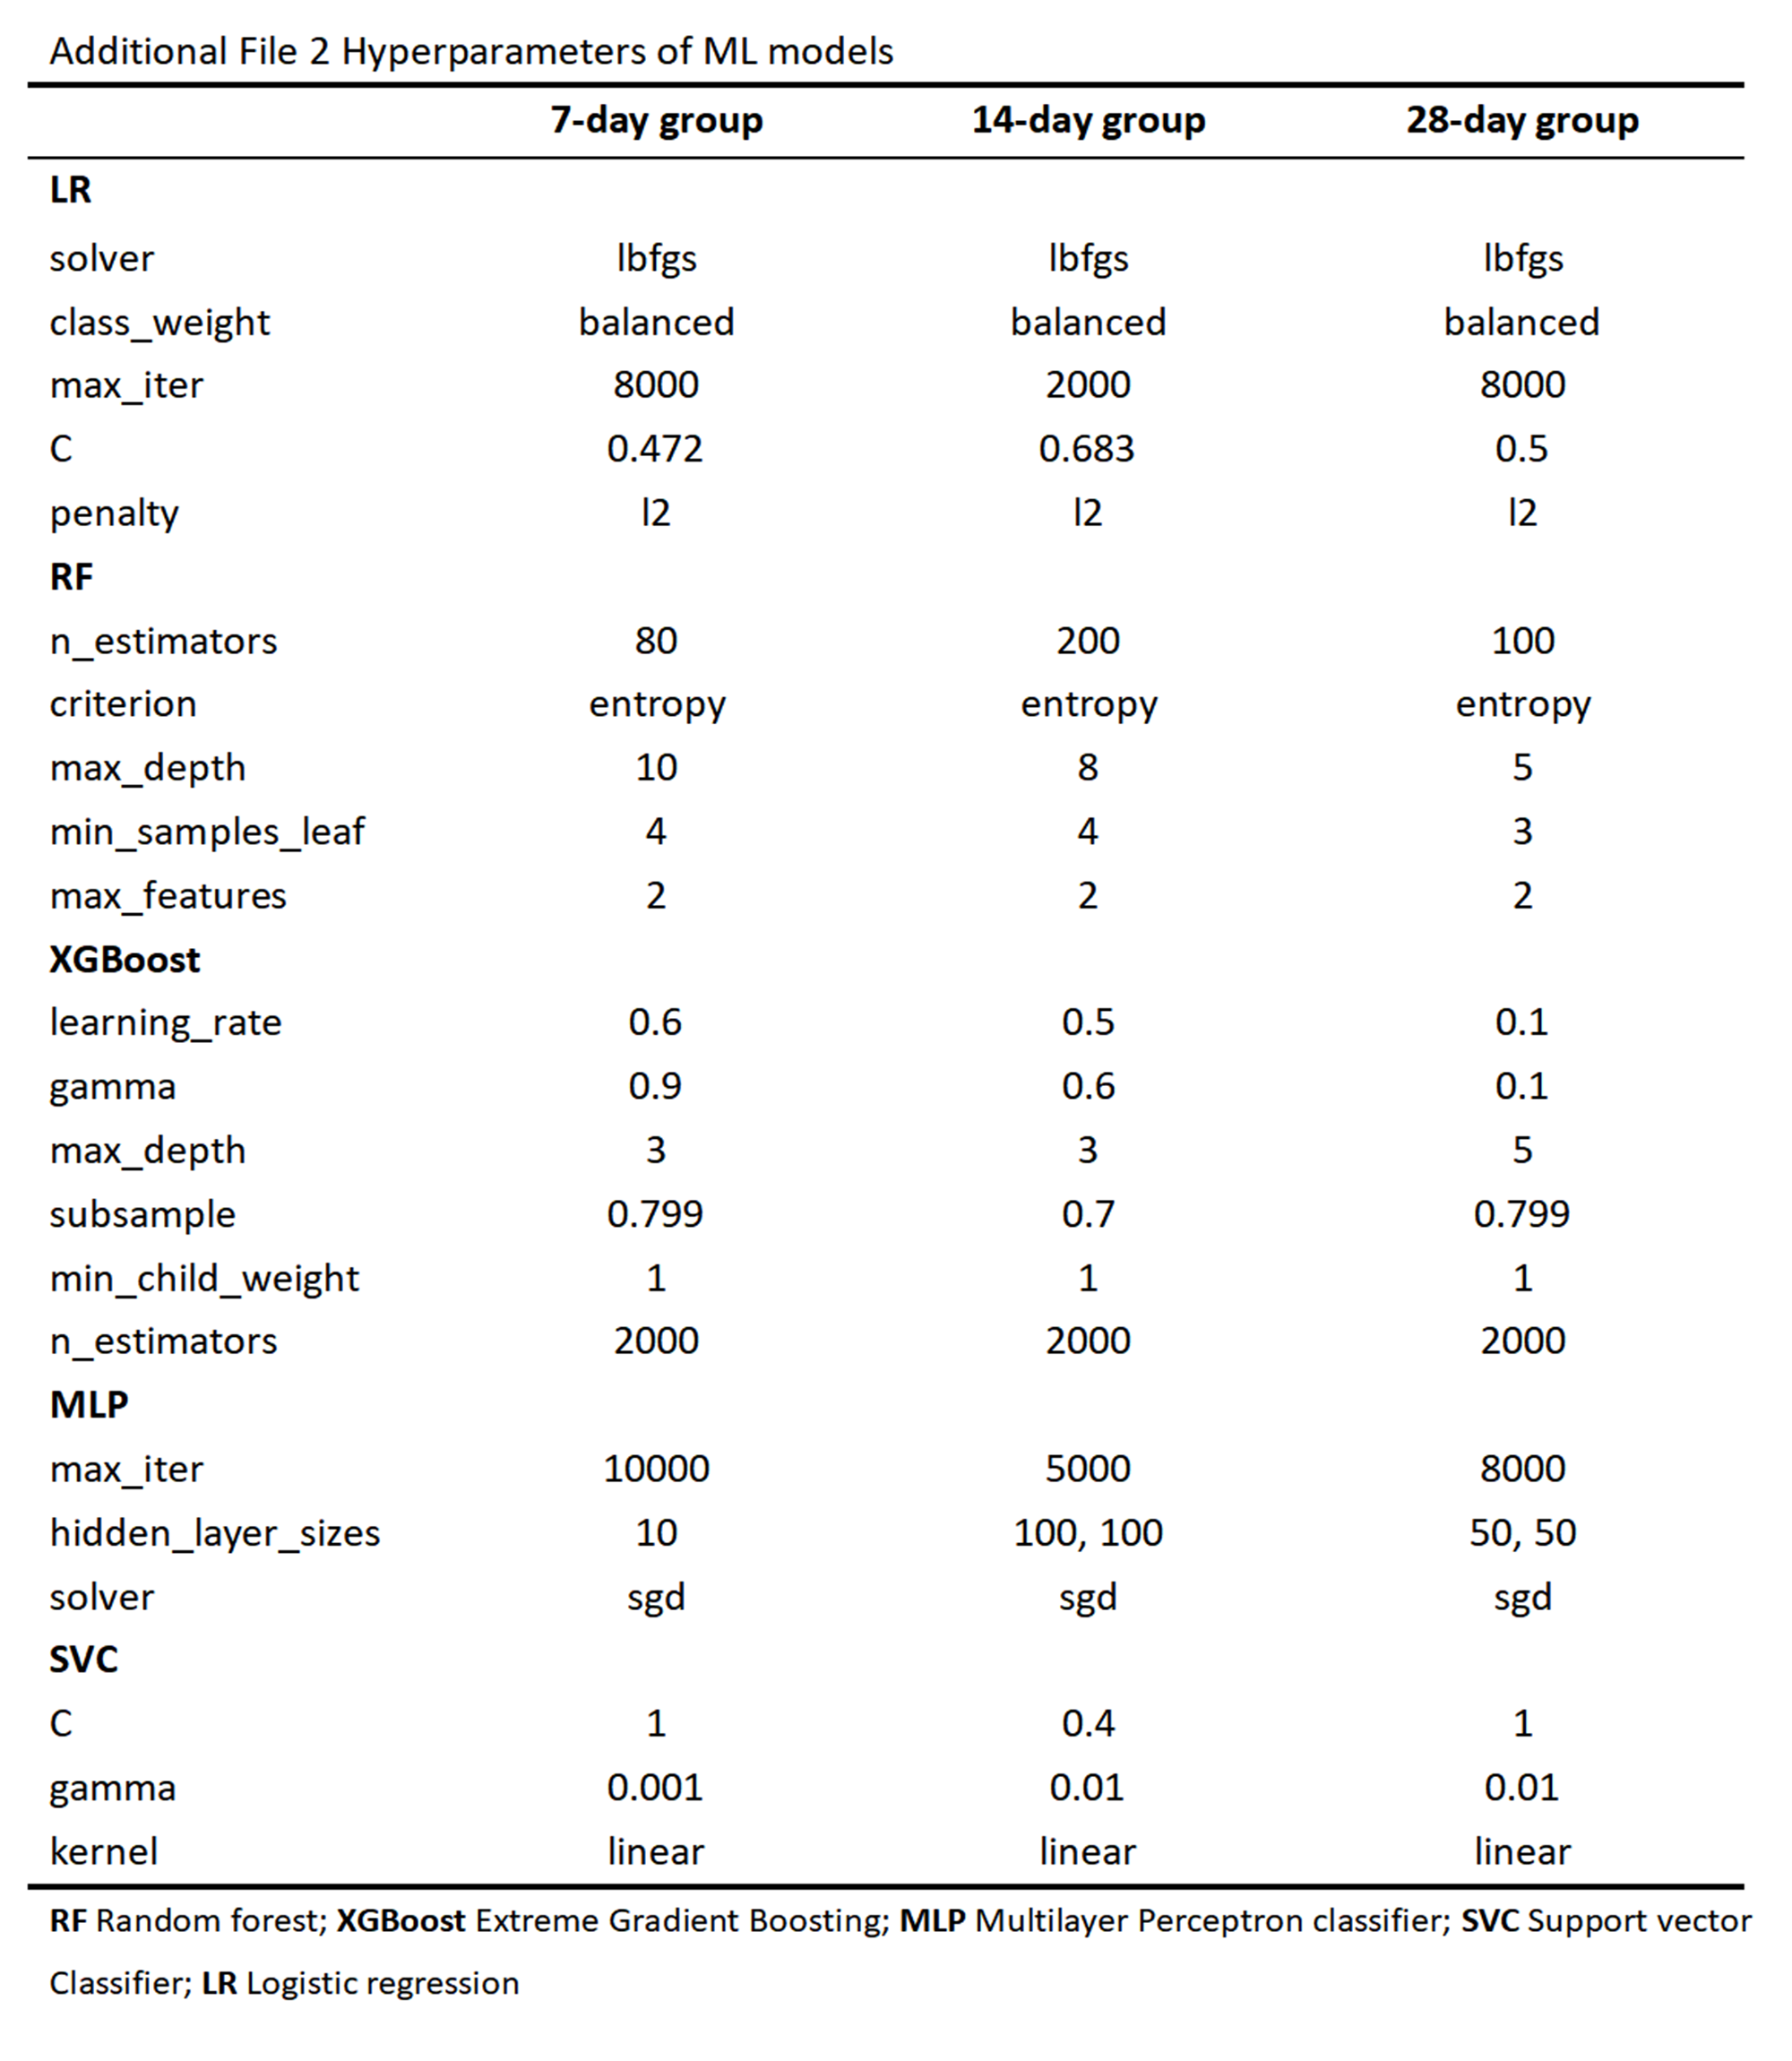 Additional File 2 Hyperparameters of ML models
7-day group 14-day group 28-day group
LR
solver lbfgs lbfgs lbfgs
class_weight balanced balanced balanced
max_iter 8000 2000 8000
C 0.472 0.683 0.5
penalty l2 l2 l2
RF
n_estimators 80 200 100
criterion entropy entropy entropy
max_depth 10 8 5
min_samples_leaf 4 4 3
max_features 2 2 2
XGBoost
learning_rate 0.6 0.5 0.1
gamma 0.9 0.6 0.1
max_depth 3 3 5
subsample 0.799 0.7 0.799
min_child_weight 1 1 1
n_estimators 2000 2000 2000
MLP
max_iter 10000 5000 8000
hidden_layer_sizes 10 100, 100 50, 50
solver sgd sgd sgd
SVC
C 1 0.4 1
gamma 0.001 0.01 0.01
kernel linear linear linear
RF Random forest; XGBoost Extreme Gradient Boosting; MLP Multilayer Perceptron classifier; SVC Support vector
Classifier; LR Logistic regression